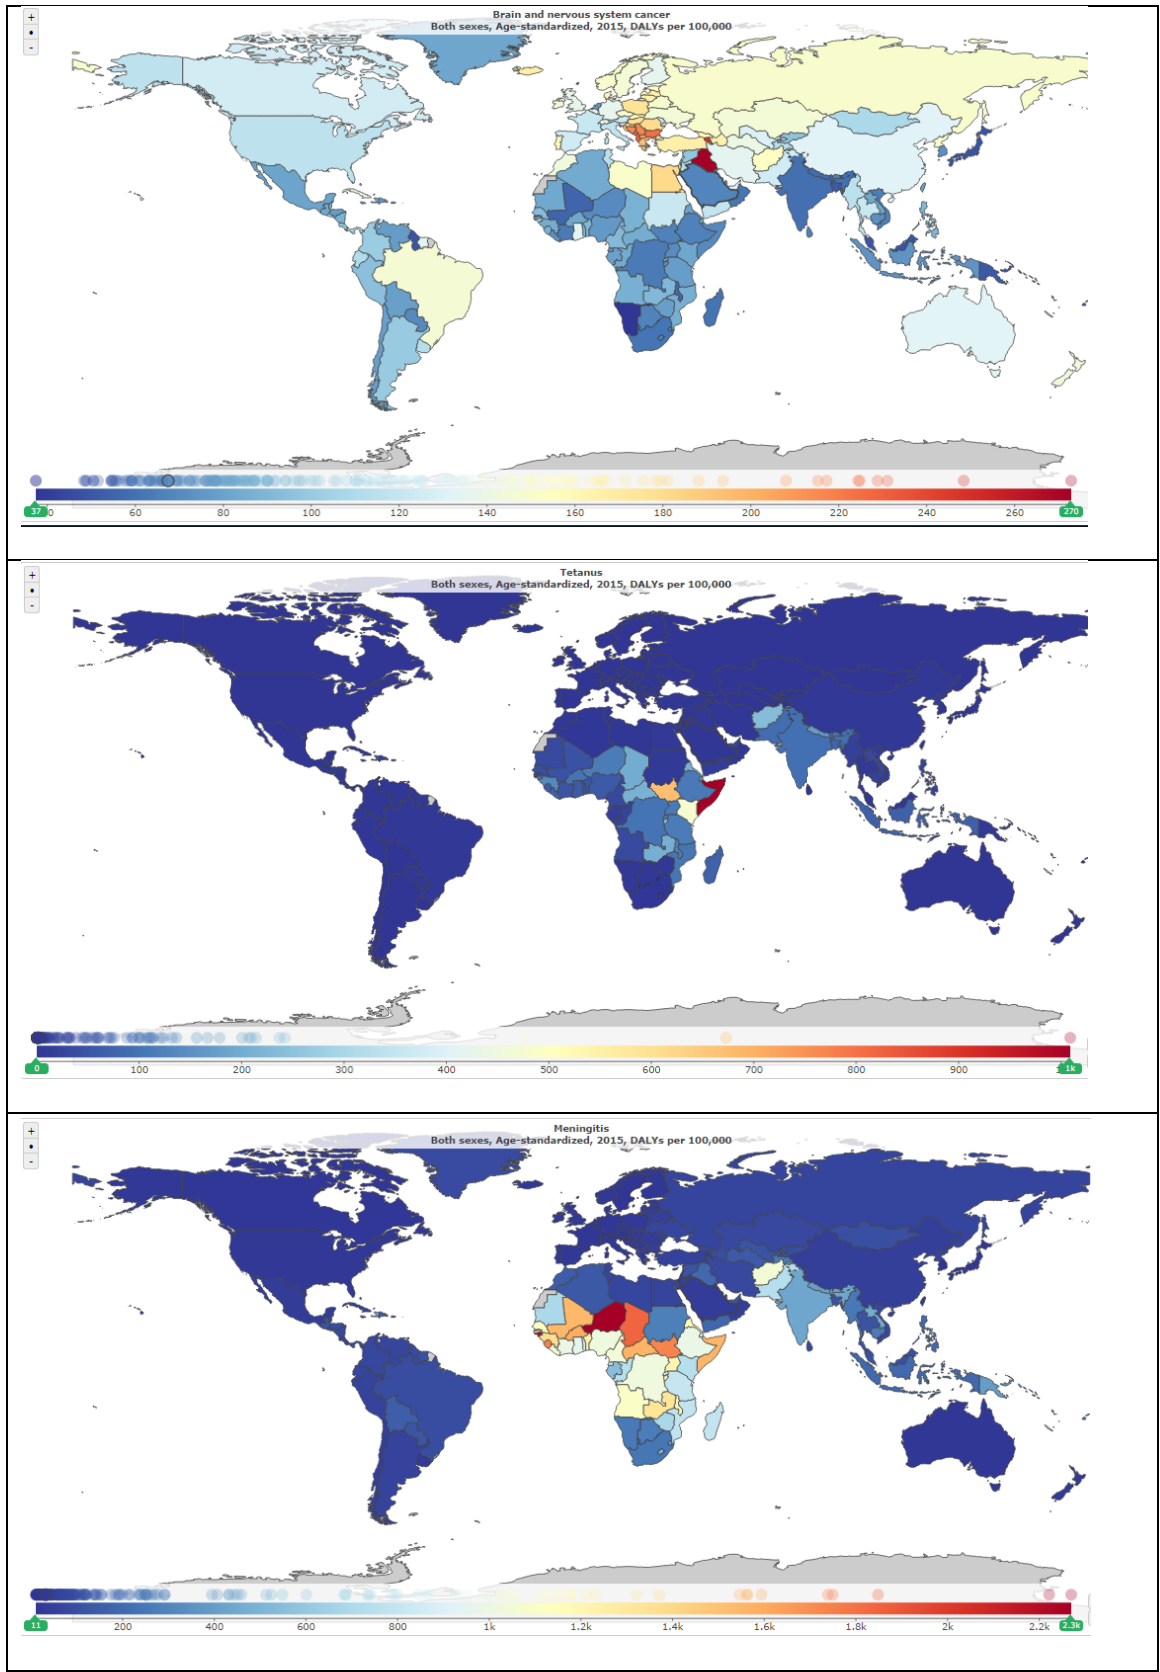 +
•
-
Brain and nervous system cancer
Both sexes, Age-standardized, 2015, DALYs per 100,000
37 0 60 80 100 120 140 160 180 200 220 240 260 270
+
•
-
Tetanus
Both sexes, Age-standardized, 2015, DALYs per 100,000
0 100 200 300 400 500 600 700 800 900 1k
+
•
-
Meningitis
Both sexes, Age-standardized, 2015, DALYs per 100,000
11 200 400 600 800 1k 1.2k 1.4k 1.6k 1.8k 2k 2.2k 2.3k